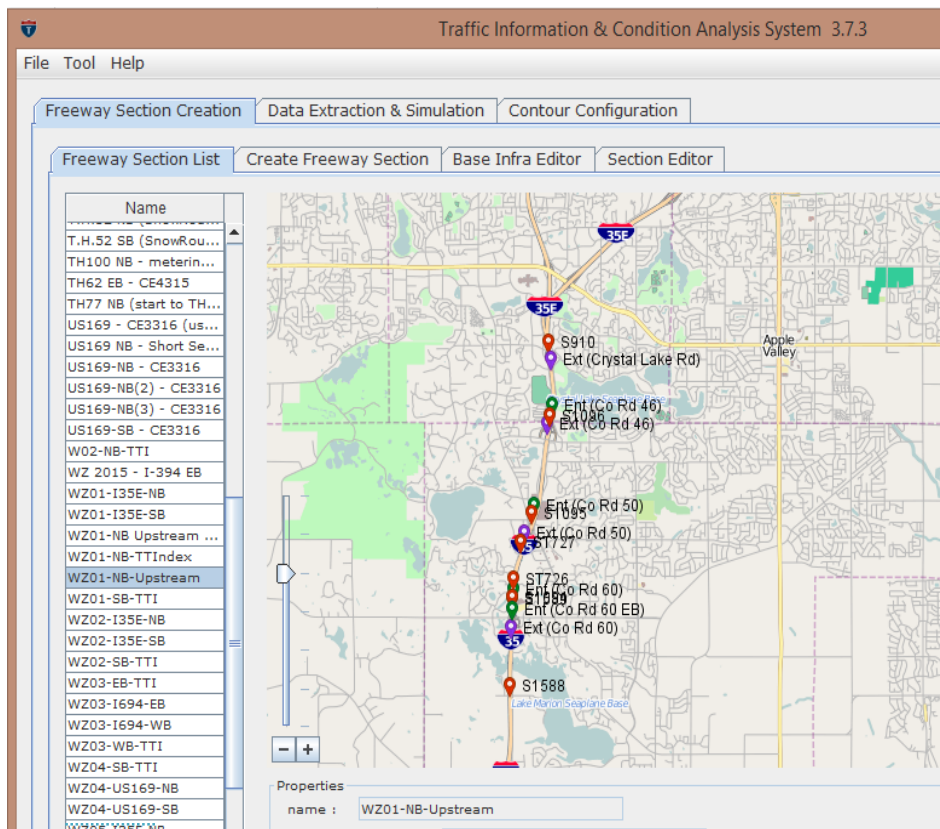 Traffic Information & Condition Analysis System 3.7.3
File Tool Help
Freeway Section Creation Data Extraction & Simulation Contour Configuration
Freeway Section List Create Freeway Section Base Infra Editor Section Editor
Name
T.H.52 SB (SnowRou...
TH100 NB - meterin...
TH62 EB - CE4315
TH77 NB (start to TH...
US169 - CE3316 (us...
US169 NB - Short Se...
US169-NB - CE3316
US169-NB(2) - CE3316
US169-NB(3) - CE3316
US169-SB - CE3316
W02-NB-TTI
WZ 2015 - I-394 EB
WZ01-I35E-NB
WZ01-I35E-SB
WZ01-NB Upstream ...
WZ01-NB-TTIndex
WZ01-NB-Upstream
WZ01-SB-TTI
WZ02-I35E-NB
WZ02-I35E-SB
WZ02-SB-TTI
WZ03-EB-TTI
WZ03-I694-EB
WZ03-I694-WB
WZ03-WB-TTI
WZ04-SB-TTI
WZ04-US169-NB
WZ04-US169-SB
35E
35E
S910
Ext (Crystal Lake Rd)
Apple
Valley
Ent (Co Rd 46)
S1096
Ext (Co Rd 46)
Ent (Co Rd 50)
S1095
Ext (Co Rd 50)
ST727
ST726
Ent (Co Rd 60)
Ent (Co Rd 60 EB)
Ext (Co Rd 60)
35
S1588
Lake Marion Seaplane Base
Properties
name : WZ01-NB-Upstream